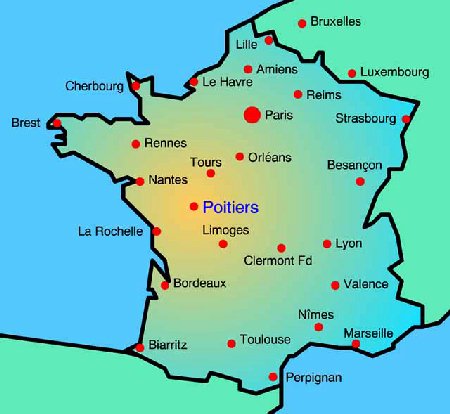 Bruxelles
Lille
Amiens
Luxembourg
Cherbourg
Le Havre
Reims
Paris
Strasbourg
Brest
Rennes
Orléans
Tours
Besançon
Nantes
Poitiers
La Rochelle
Limoges
Lyon
Clermont Fd
Bordeaux
Valence
Nîmes
Marseille
Biarritz
Toulouse
Perpignan